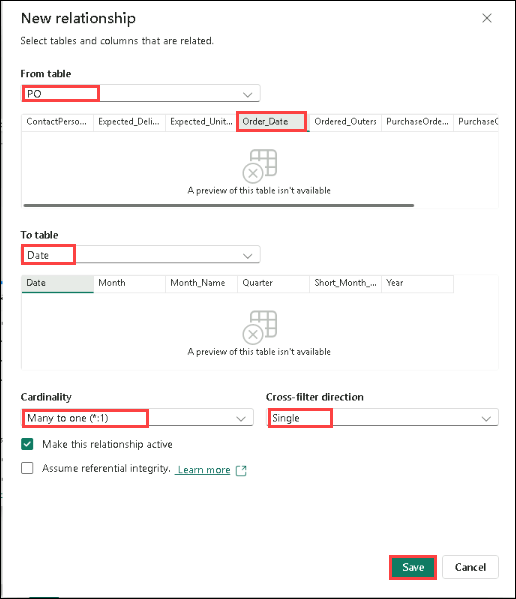 New relationship
Select tables and columns that are related.
From table
PO
ContactPerso... Expected_Deli... Expected_Unit... Order_Date Ordered_Outers PurchaseOrde... PurchaseO
A preview of this table isn't available
To table
Date
Date Month Month_Name Quarter Short_Month_... Year
A preview of this table isn't available
Cardinality Cross-filter direction
Many to one (*:1) Single
Make this relationship active
Assume referential integrity. Learn more
Save Cancel